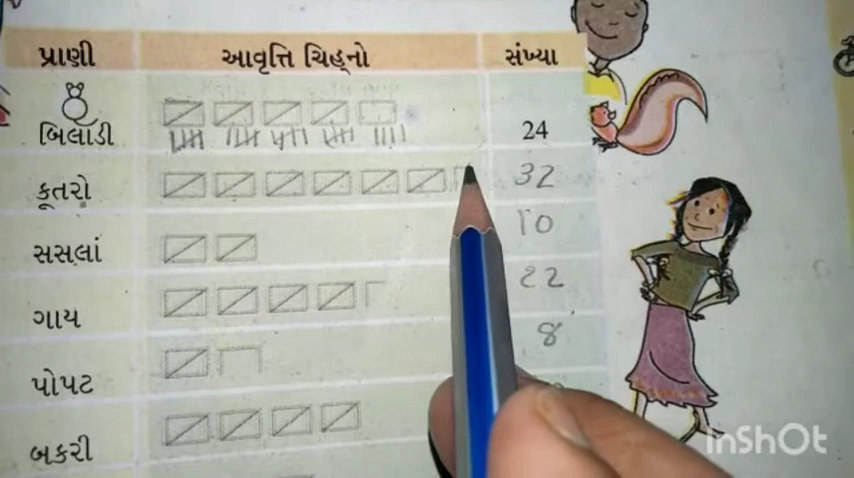 પ્રાણી આવૃત્તિ ચિહ્નો સંખ્યા
બિલાડી 24
કૂતરો 32
સસલાં 10
ગાય 22
પોપટ 8
બકરી
InShOt